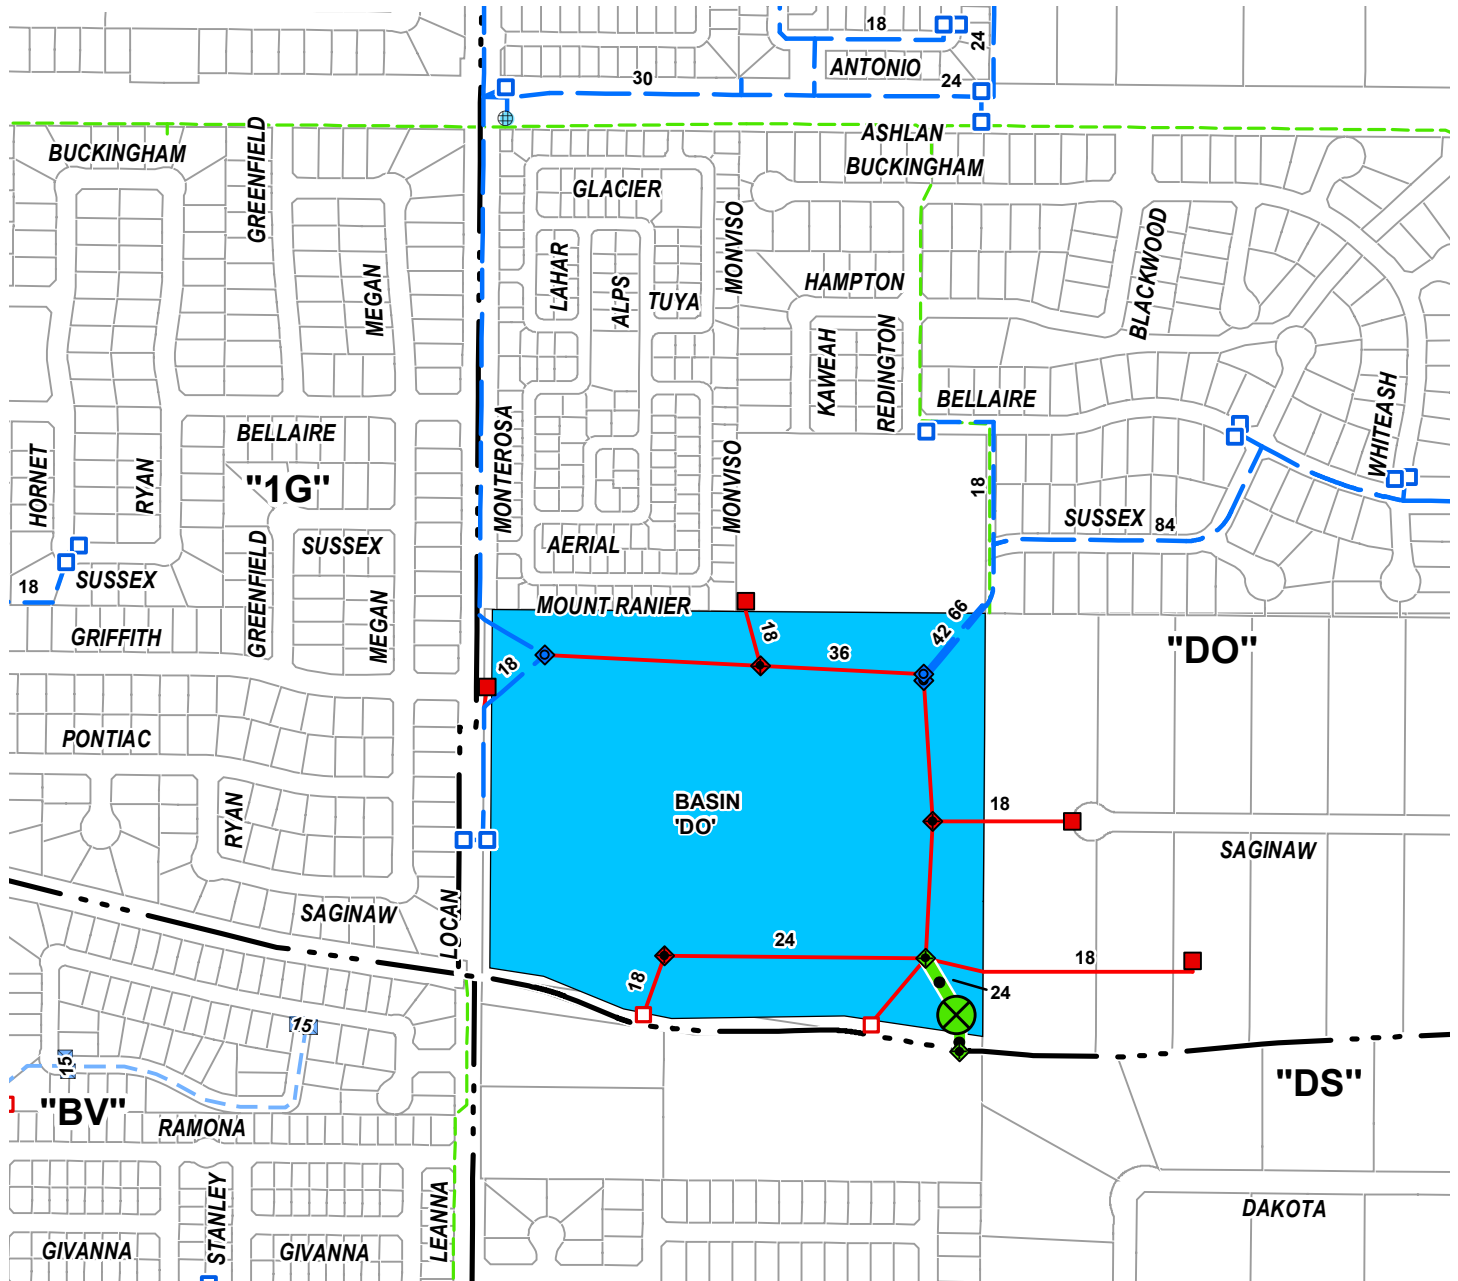 18
24
ANTONIO
30
24
ASHLAN
BUCKINGHAM
BUCKINGHAM
GREENFIELD
GLACIER
MONVISO
BLACKWOOD
LAHAR
ALPS
TUYA
HAMPTON
MEGAN
KAWEAH
REDINGTON
BELLAIRE
WHITEASH
BELLAIRE
MONTEROSA
MONVISO
HORNET
RYAN
"1G"
18
SUSSEX
84
SUSSEX
AERIAL
GREENFIELD
SUSSEX
18
MOUNT RANIER
MEGAN
GRIFFITH
18
42
66
"DO"
36
18
PONTIAC
BASIN
'DO'
18
RYAN
SAGINAW
SAGINAW
LOCAN
24
18
18
24
15
15
"BV"
"DS"
RAMONA
STANLEY
LEANNA
DAKOTA
GIVANNA
GIVANNA